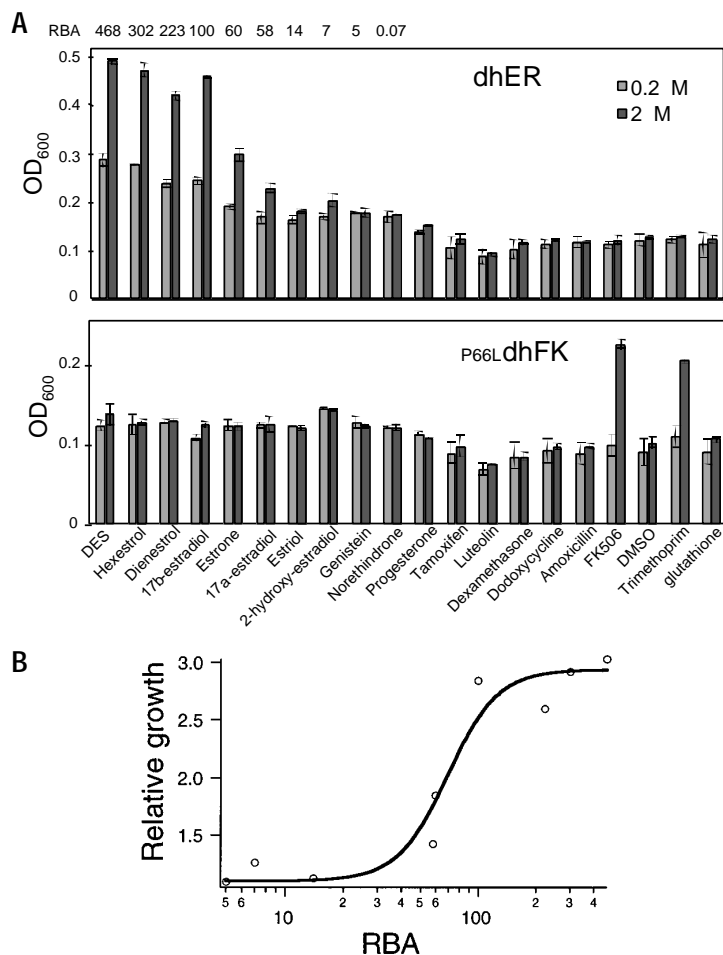 A
RBA 468 302 223 100 60 58 14 7 5 0.07
dhER
0.2 M
2 M
OD600
0.5
0.4
0.3
0.2
0.1
0
P66LdhFK
OD600
0.2
0.1
0
DES
Hexestrol
Dienestrol
17b-estradiol
Estrone
17a-estradiol
Estriol
2-hydroxy-estradiol
Genistein
Norethindrone
Progesterone
Tamoxifen
Luteolin
Dexamethasone
Dodoxycycline
Amoxicillin
FK506
DMSO
Trimethoprim
glutathione
B
Relative growth
3.0
2.5
2.0
1.5
5 6 10 2 3 4 5 6 100 2 3 4
RBA